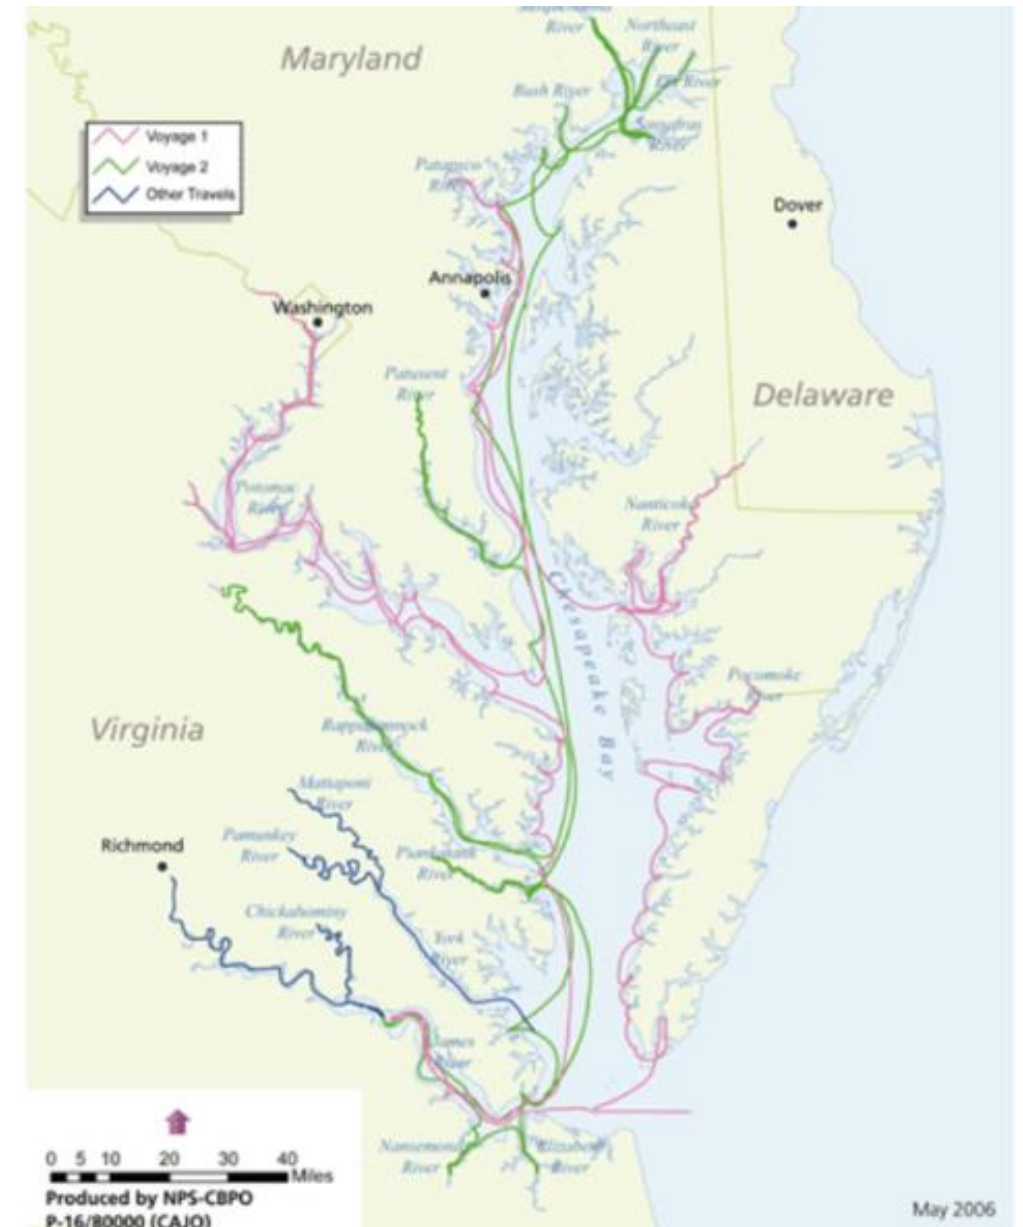 River
Northeast
River
Maryland
Elk River
Bush River
Voyage 1
Voyage 2
Other Travels
Sassafras
River
Patapsco
River
Dover
Annapolis
Washington
Patuxent
River
Delaware
Potomac
River
Nanticoke
River
Chesapeake Bay
Pocomoke
River
Virginia
Rappahannock
River
Mattaponi
River
Richmond
Pamunkey
River
Piankatank
River
Chickahominy
River
York
River
James
River
Nansemond
River
Elizabeth
River
0 5 10 20 30 40
Miles
Produced by NPS-CBPO
P-16/80000 (CAJO)
May 2006